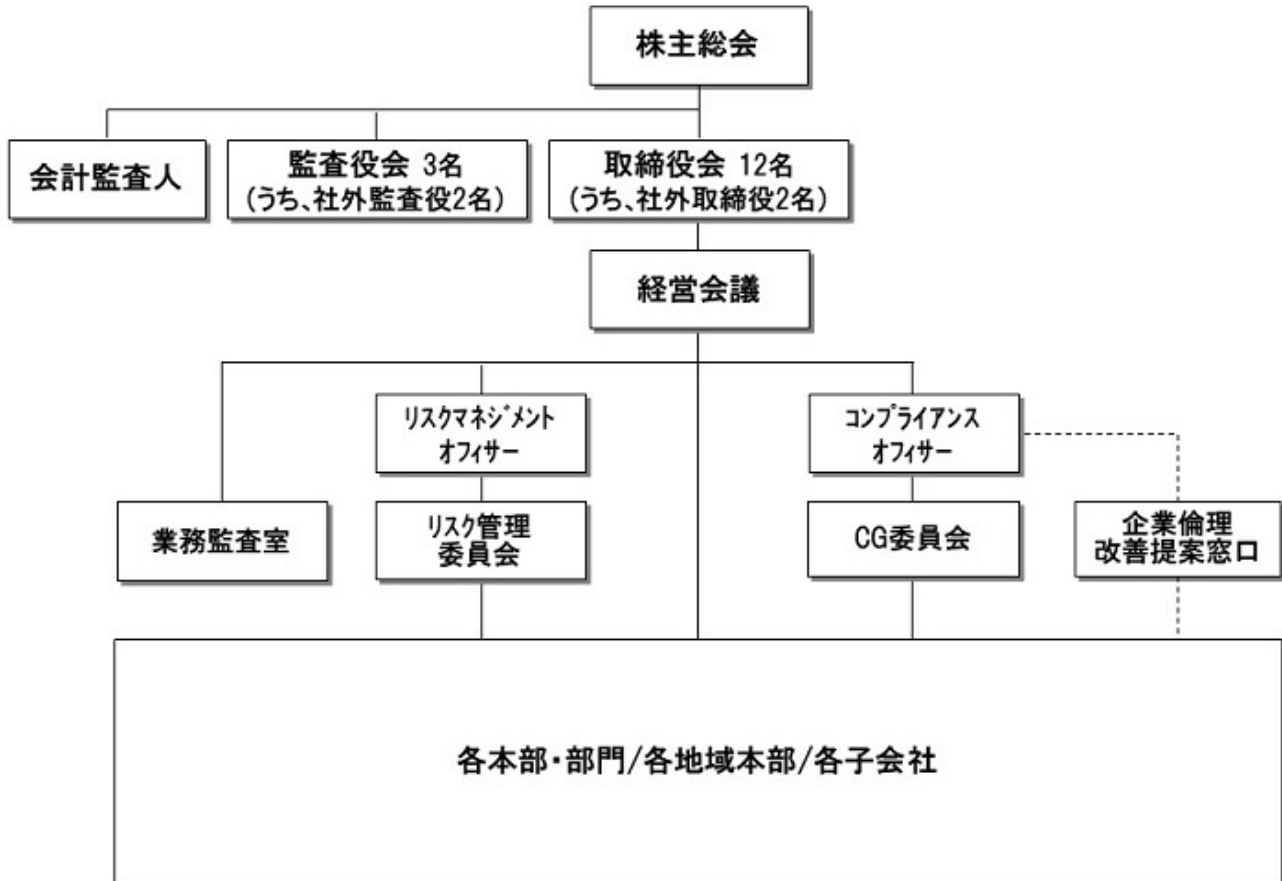 株主総会
会計監査人
監査役会 3名
(うち、社外監査役2名)
取締役会 12名
(うち、社外取締役2名)
経営会議
ﾘｽｸﾏﾈｼﾞﾒﾝﾄ
ｵﾌｨｻｰ
ｺﾝﾌﾟﾗｲｱﾝｽ
ｵﾌｨｻｰ
業務監査室
ﾘｽｸ管理
委員会
CG委員会
企業倫理
改善提案窓口
各本部・部門/各地域本部/各子会社